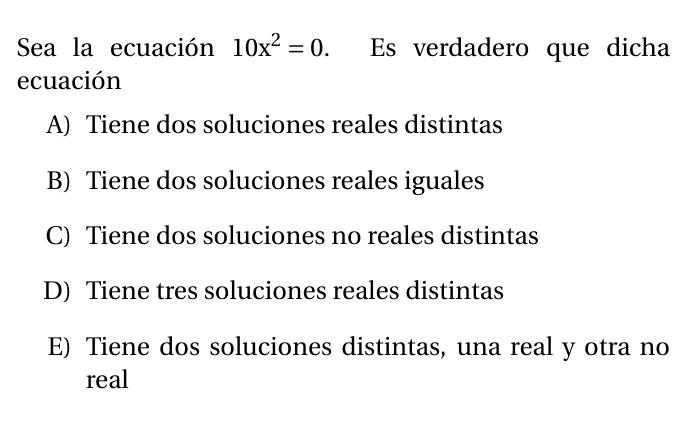 Sea la ecuación 10x² = 0. Es verdadero que dicha
ecuación
A) Tiene dos soluciones reales distintas
B) Tiene dos soluciones reales iguales
C) Tiene dos soluciones no reales distintas
D) Tiene tres soluciones reales distintas
E) Tiene dos soluciones distintas, una real y otra no
real